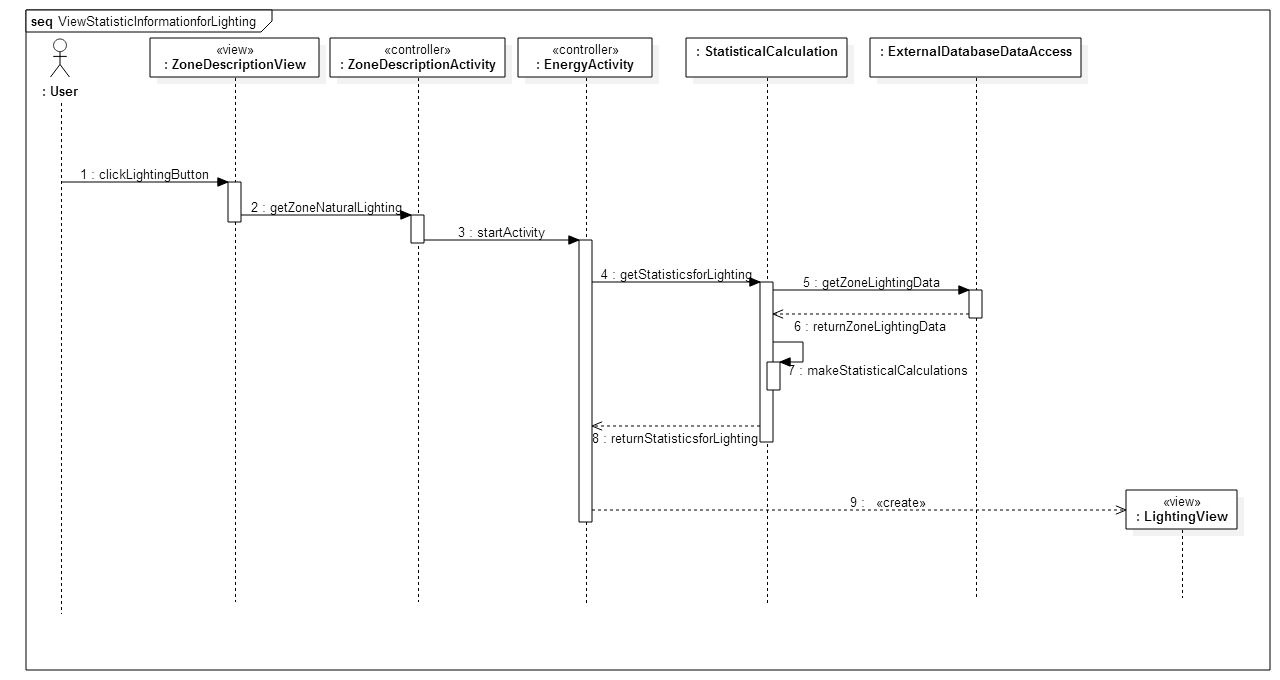 seq ViewStatisticInformationforLighting
: User
«view»
: ZoneDescriptionView
«controller»
: ZoneDescriptionActivity
«controller»
: EnergyActivity
: StatisticalCalculation
: ExternalDatabaseDataAccess
1 : clickLightingButton
2 : getZoneNaturalLighting
3 : startActivity
4 : getStatisticsforLighting
5 : getZoneLightingData
6 : returnZoneLightingData
7 : makeStatisticalCalculations
8 : returnStatisticsforLighting
9 : «create»
«view»
: LightingView